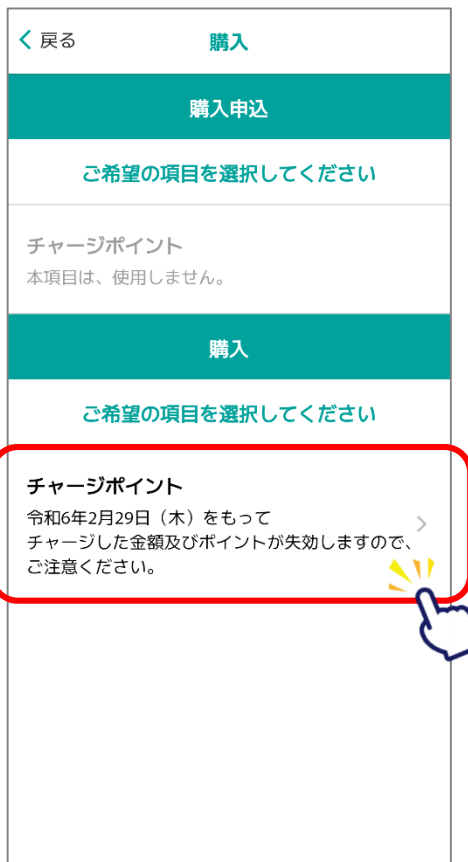 戻る
購入
購入申込
ご希望の項目を選択してください
チャージポイント
本項目は、使用しません。
購入
ご希望の項目を選択してください
チャージポイント
令和6年2月29日（木）をもって
チャージした金額及びポイントが失効しますので、
ご注意ください。